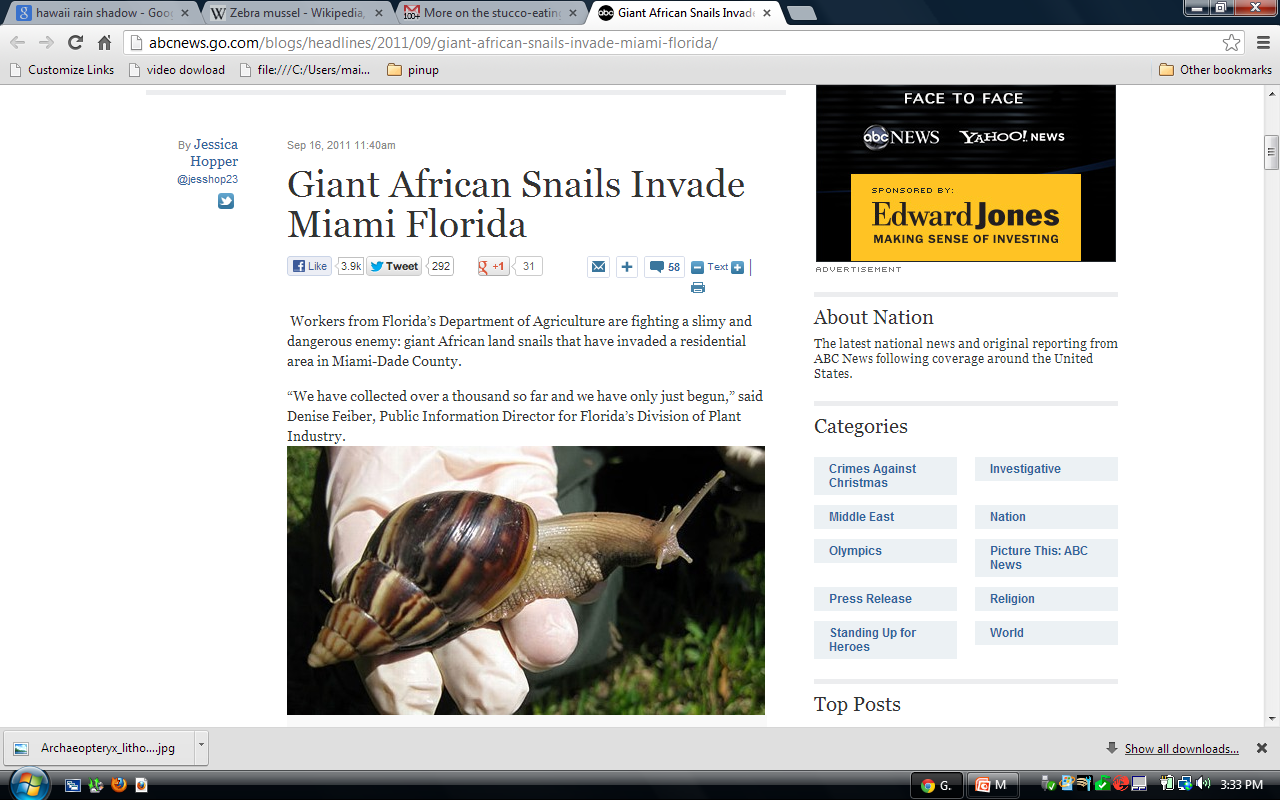 hawaii rain shadow - Goo
Zebra mussel - Wikipedia,
100+
More on the stucco-eating
abc
Giant African Snails Invade
abcnews.go.com/blogs/headlines/2011/09/giant-african-snails-invade-miami-florida/
Customize Links
video dowload
file:///C:/Users/mai...
pinup
Other bookmarks
By Jessica
Hopper
@jesshop23
Sep 16, 2011 11:40am
Giant African Snails Invade
Miami Florida
Like 3.9k Tweet 292 +1 31 58 Text
Workers from Florida's Department of Agriculture are fighting a slimy and
dangerous enemy: giant African land snails that have invaded a residential
area in Miami-Dade County.
“We have collected over a thousand so far and we have only just begun,” said
Denise Feiber, Public Information Director for Florida’s Division of Plant
Industry.
FACE TO FACE
abc NEWS YAHOO! NEWS
SPONSORED BY:
Edward Jones
MAKING SENSE OF INVESTING
ADVERTISEMENT
About Nation
The latest national news and original reporting from
ABC News following coverage around the United
States.
Categories
Crimes Against
Christmas
Investigative
Middle East
Nation
Olympics
Picture This: ABC
News
Press Release
Religion
Standing Up for
Heroes
World
Top Posts
Archaeopteryx_litho....jpg
Show all downloads...
G.
M
3:33 PM